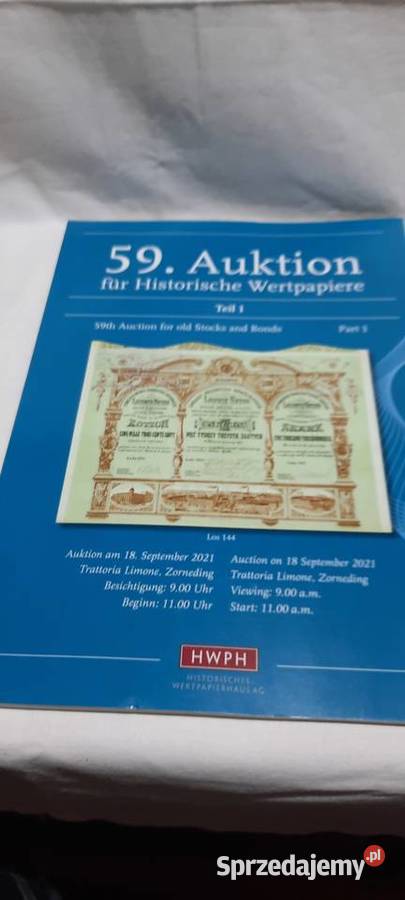 59. Auktion
für Historische Wertpapiere
Teil 1
59th Auction for old Stocks and Bonds
Part
Los 144
Auktion am 18. September 2021
Trattoria Limone, Zorneding
Besichtigung: 9.00 Uhr
Beginn: 11.00 Uhr
Auction on 18 September 2021
Trattoria Limone, Zorneding
Viewing: 9.00 a.m.
Start: 11.00 a.m.
HWPH
HISTORISCHES
WERTPAPIERHAUS AG
Sprzedajemy.pl